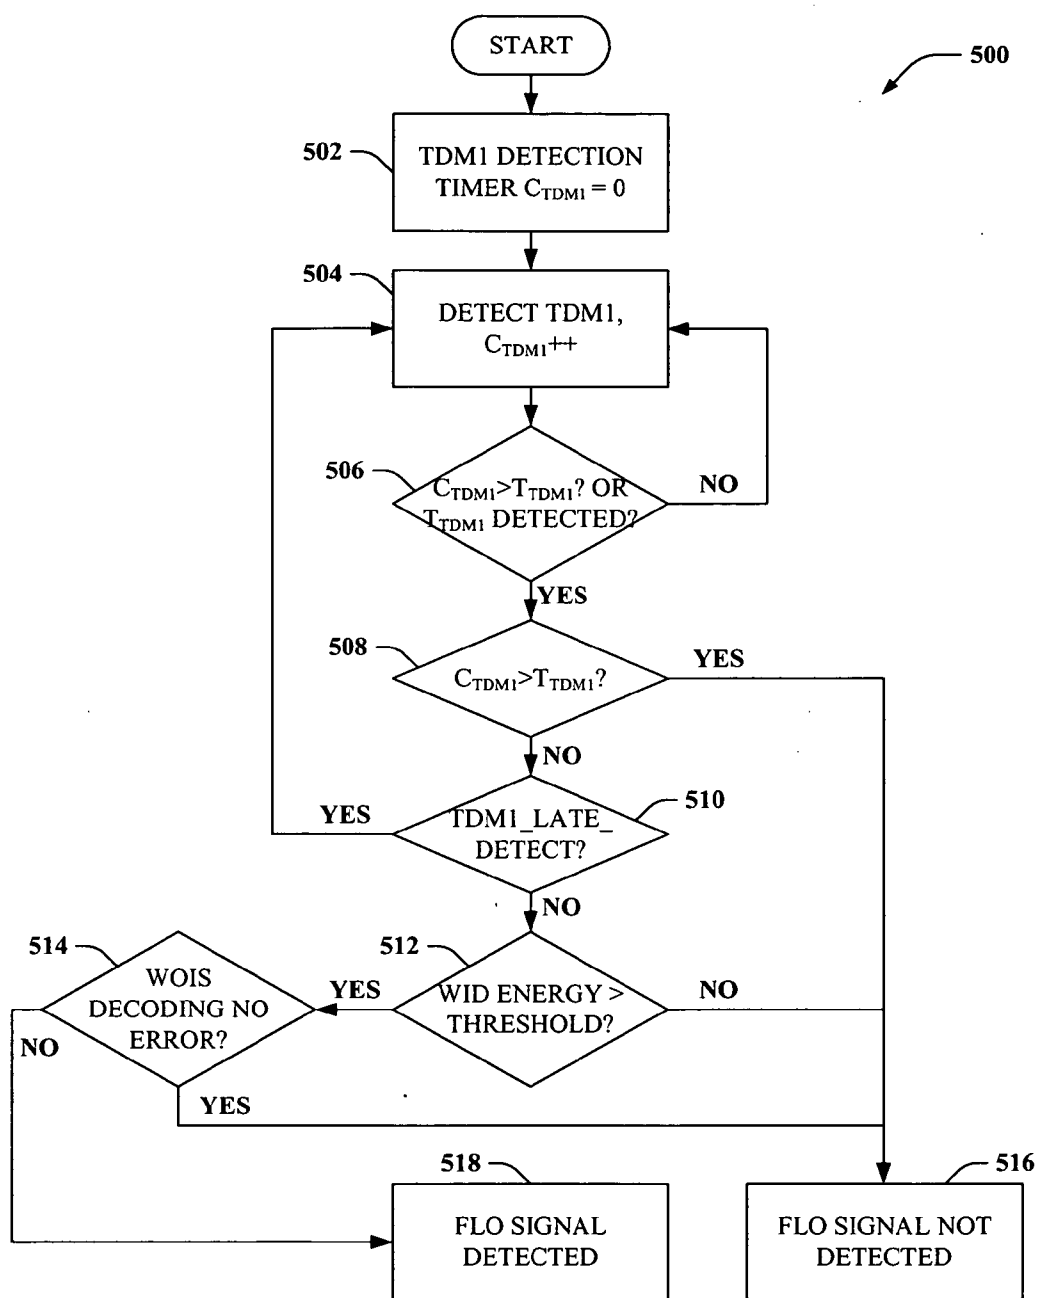 START
500
502
TDM1 DETECTION
TIMER C_TDM1 = 0
504
DETECT TDM1,
C_TDM1++
506
C_TDM1>T_TDM1? OR
T_TDM1 DETECTED?
NO
YES
508
C_TDM1>T_TDM1?
YES
NO
510
TDM1_LATE_
DETECT?
YES
NO
512
WID ENERGY >
THRESHOLD?
YES
NO
514
WOIS
DECODING NO
ERROR?
NO
YES
518
FLO SIGNAL
DETECTED
516
FLO SIGNAL NOT
DETECTED